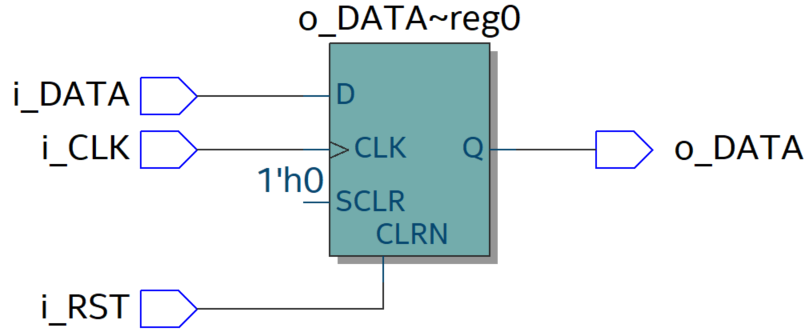 o_DATA~reg0
i_DATA
D
i_CLK
CLK
Q
o_DATA
1'h0
SCLR
CLRN
i_RST